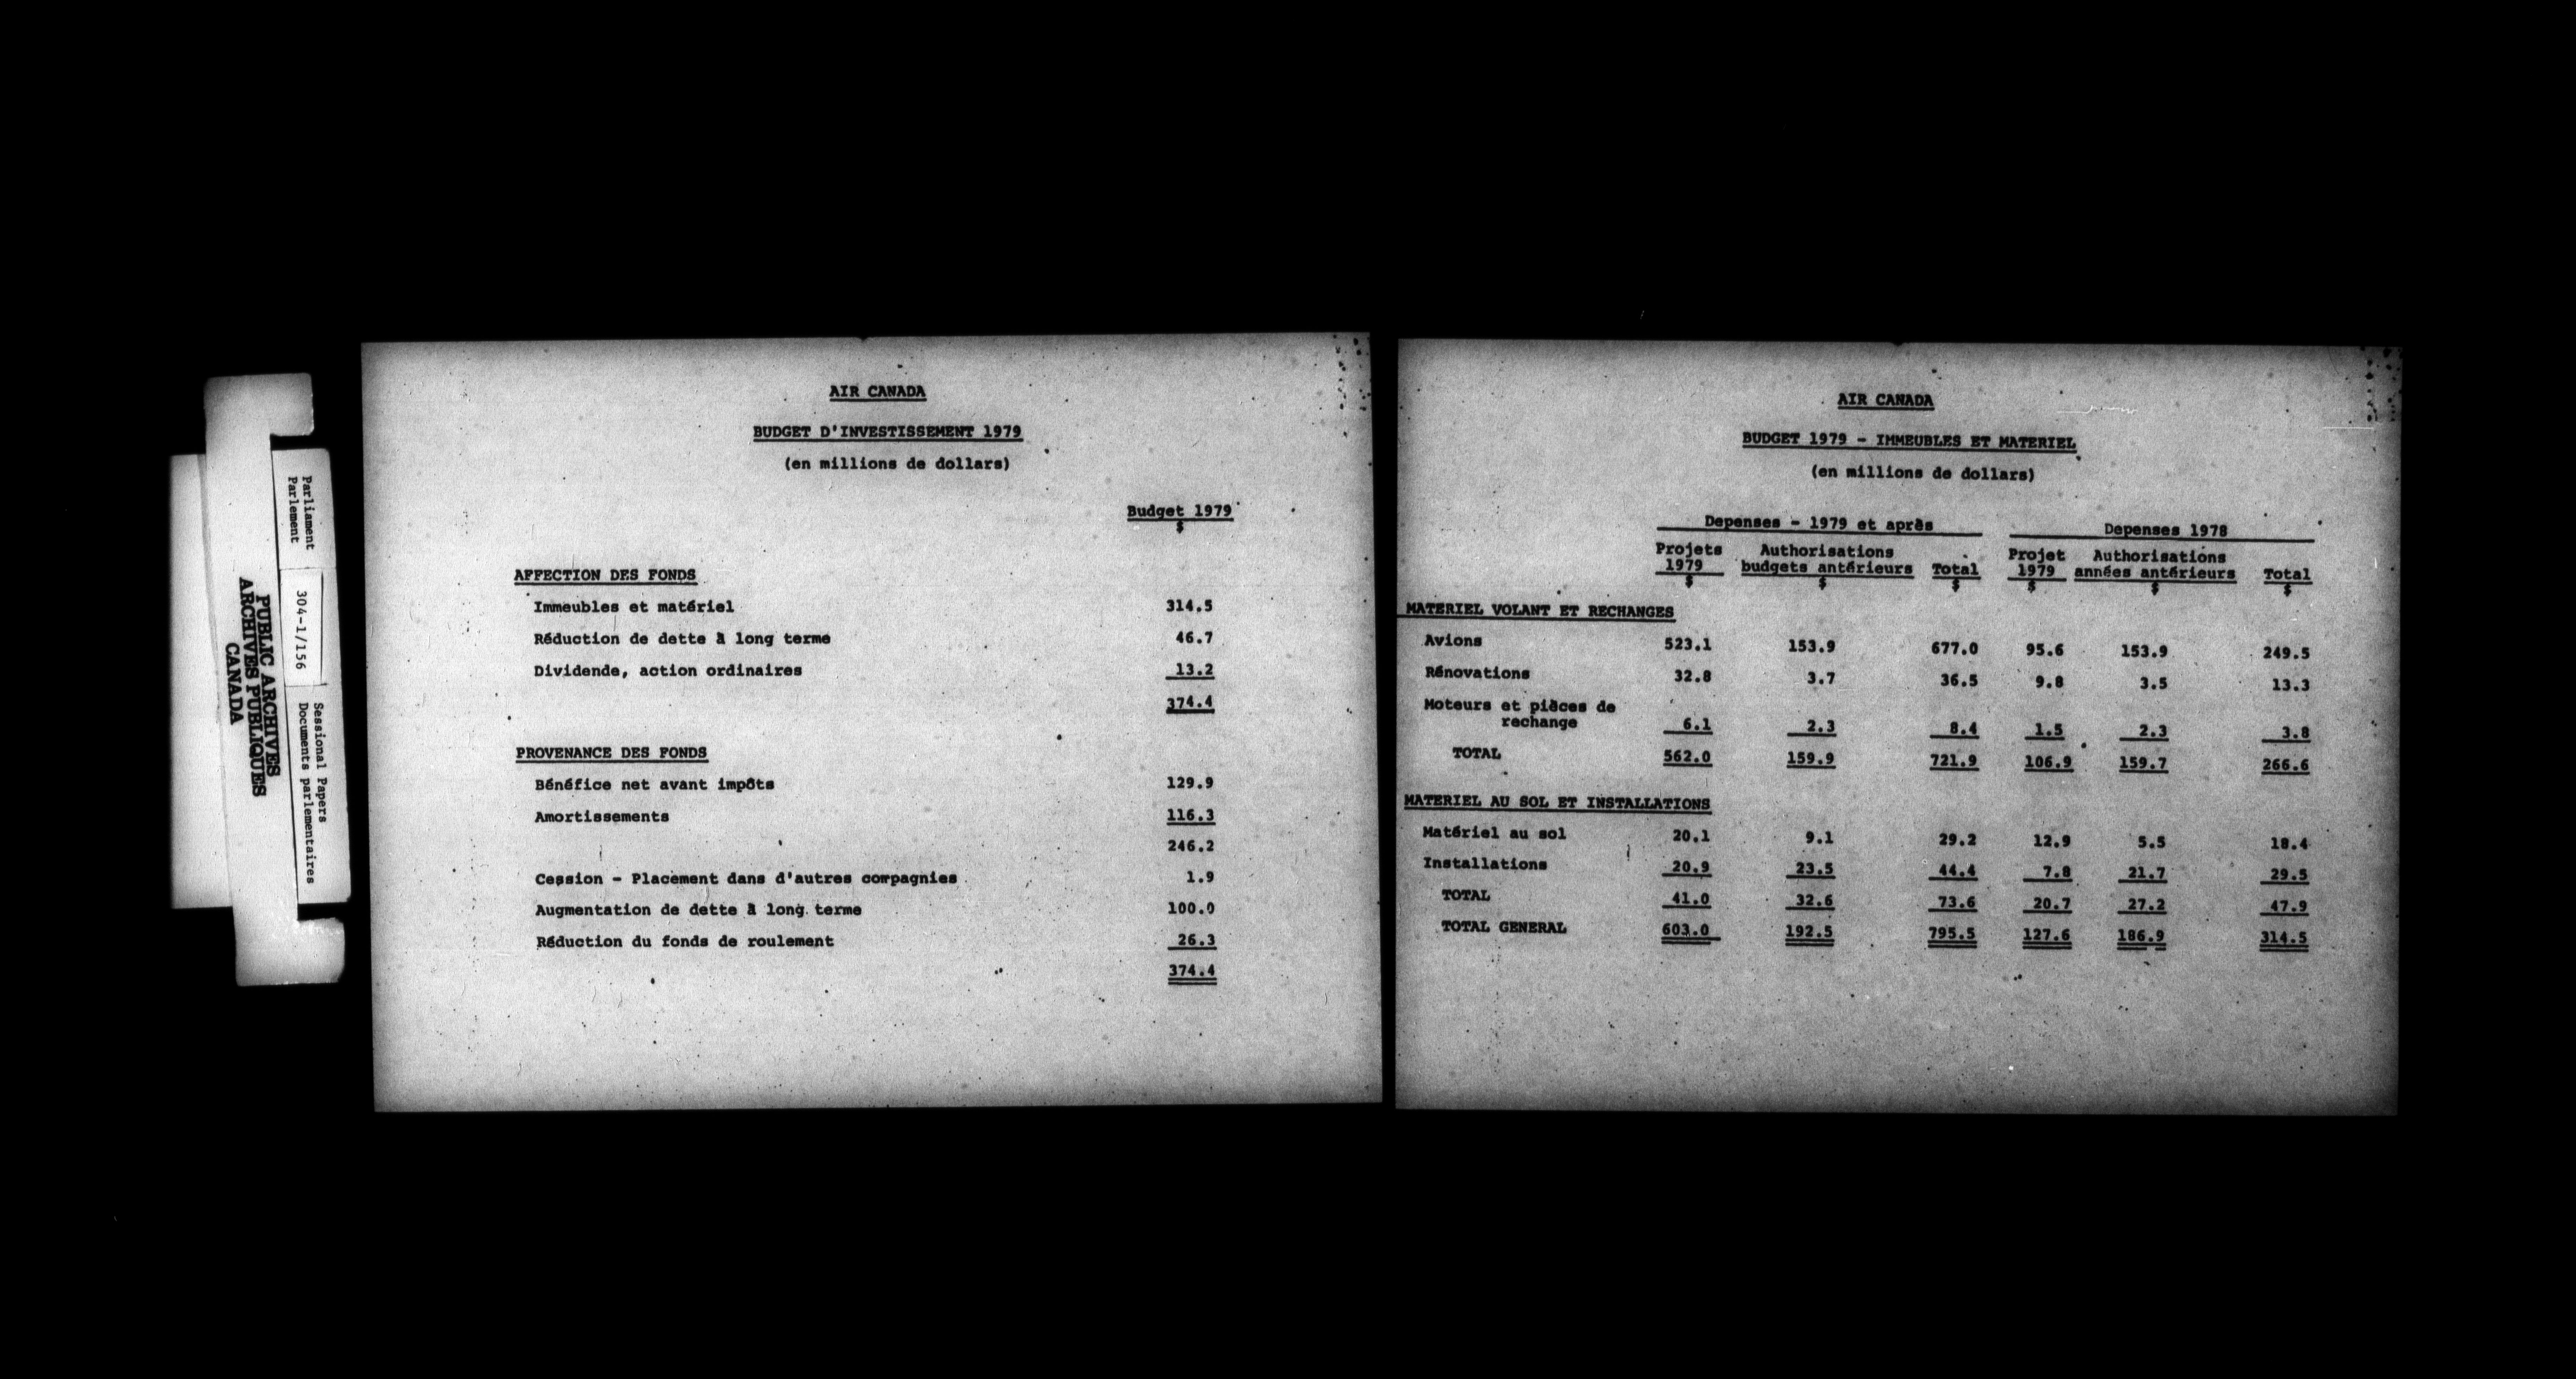 Parliament
Parlement
304-1/156
Sessional Papers
Documents parlementaires
PUBLIC ARCHIVES
ARCHIVES PUBLIQUES
CANADA
AIR CANADA
BUDGET D'INVESTISSEMENT 1979
(en millions de dollars)
Budget 1979
$
AFFECTION DES FONDS
Immeubles et matériel 314.5
Réduction de dette à long terme 46.7
Dividende, action ordinaires 13.2
374.4
PROVENANCE DES FONDS
Bénéfice net avant impôts 129.9
Amortissements 116.3
246.2
Cession - Placement dans d'autres compagnies 1.9
Augmentation de dette à long terme 100.0
Réduction du fonds de roulement 26.3
374.4
AIR CANADA
BUDGET 1979 - IMMEUBLES ET MATERIEL
(en millions de dollars)
Depenses - 1979 et après Depenses 1978
Projets Authorisations Projet Authorisations
1979 budgets antérieurs Total 1979 années antérieurs Total
$ $ $ $ $ $
MATERIEL VOLANT ET RECHANGES
Avions 523.1 153.9 677.0 95.6 153.9 249.5
Rénovations 32.8 3.7 36.5 9.8 3.5 13.3
Moteurs et pièces de
rechange 6.1 2.3 8.4 1.5 2.3 3.8
TOTAL 562.0 159.9 721.9 106.9 159.7 266.6
MATERIEL AU SOL ET INSTALLATIONS
Matériel au sol 20.1 9.1 29.2 12.9 5.5 18.4
Installations 20.9 23.5 44.4 7.8 21.7 29.5
TOTAL 41.0 32.6 73.6 20.7 27.2 47.9
TOTAL GENERAL 603.0 192.5 795.5 127.6 186.9 314.5